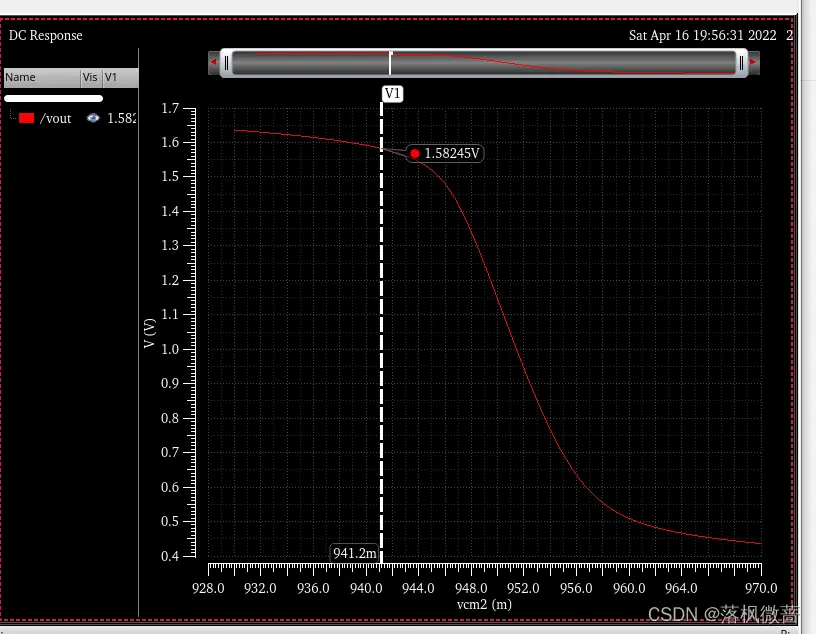 DC Response
Sat Apr 16 19:56:31 2022 2
Name Vis V1
/vout 1.582
V1
1.7
1.6
1.58245V
1.5
1.4
1.3
1.2
1.1
V (V)
1.0
0.9
0.8
0.7
0.6
0.5
941.2m
0.4
928.0 932.0 936.0 940.0 944.0 948.0 952.0 956.0 960.0 964.0 970.0
vcm2 (m)
CSDN @落枫微蔷